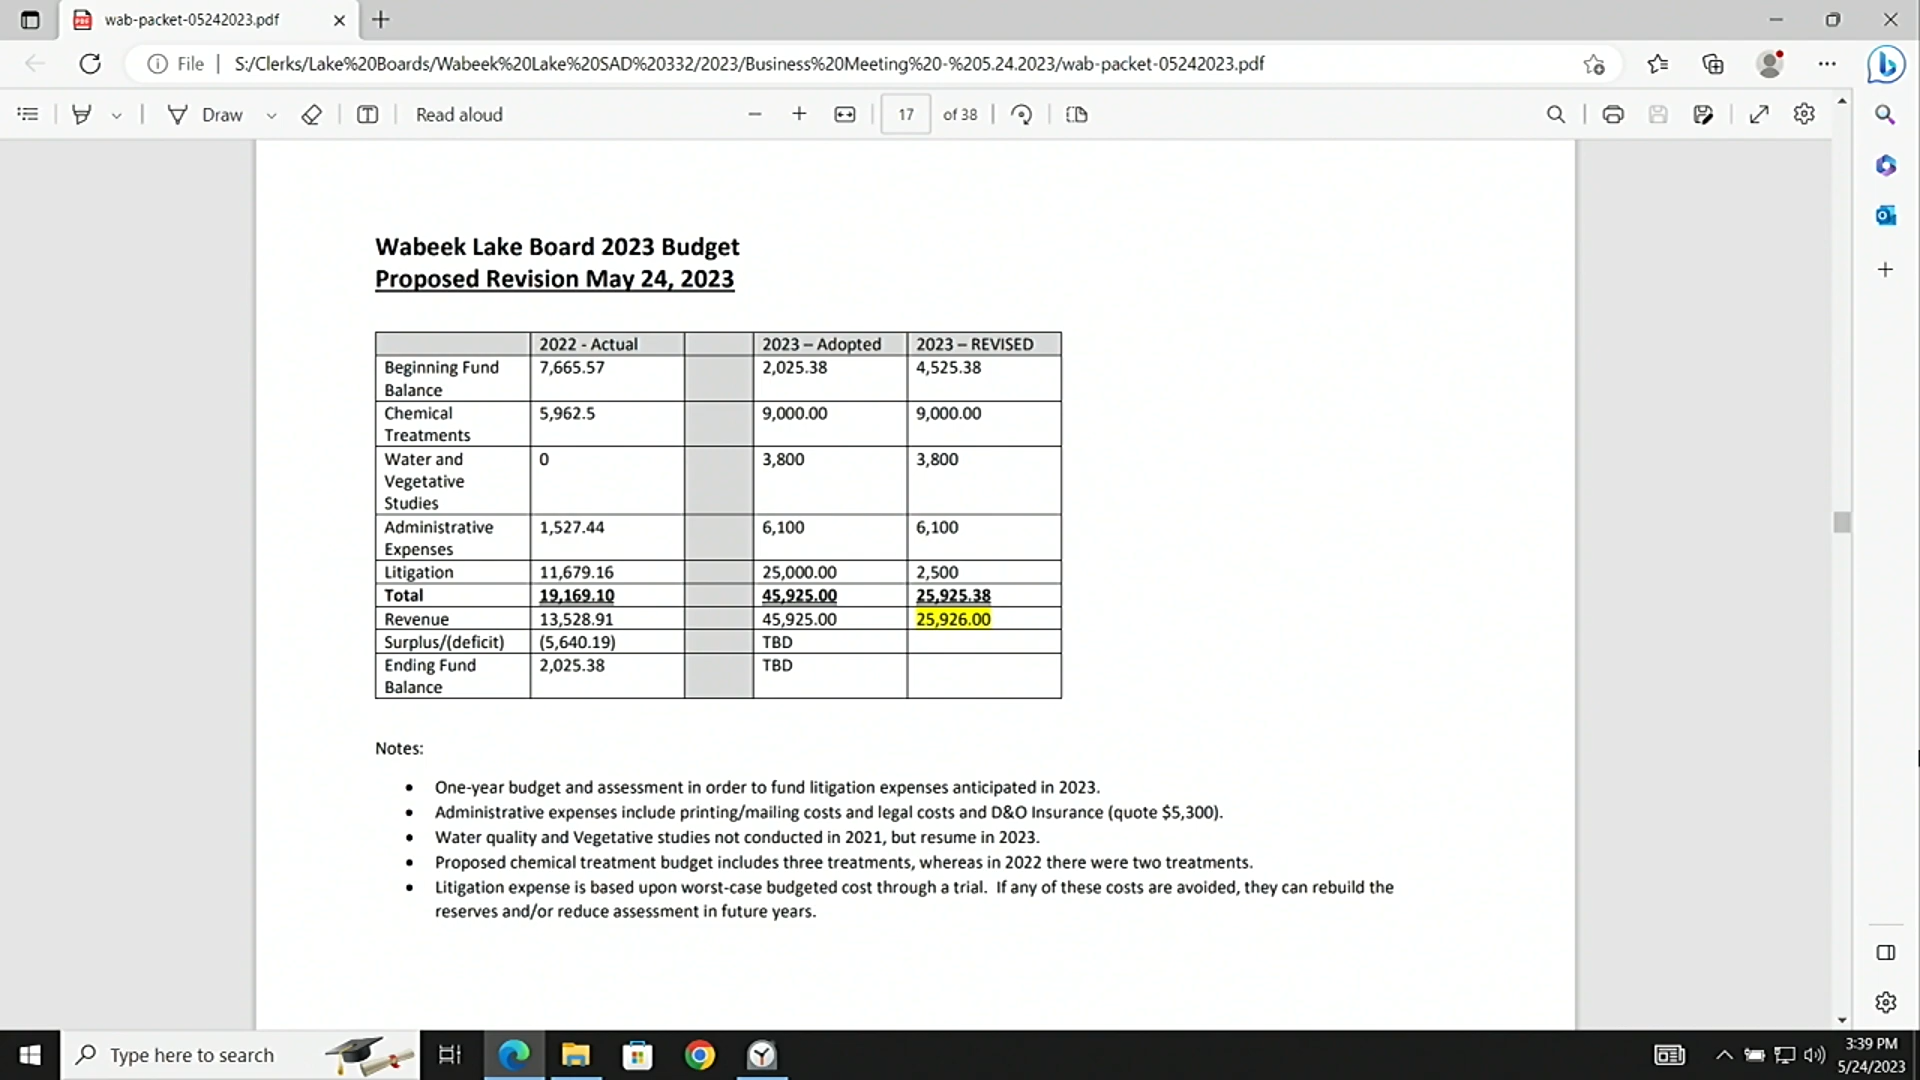 wab-packet-05242023.pdf
File | S:/Clerks/Lake%20Boards/Wabeek%20Lake%20SAD%20332/2023/Business%20Meeting%20-%205.24.2023/wab-packet-05242023.pdf
Draw
Read aloud
17 of 38
Wabeek Lake Board 2023 Budget
Proposed Revision May 24, 2023
2022 - Actual 2023 – Adopted 2023 – REVISED
Beginning Fund 7,665.57 2,025.38 4,525.38
Balance
Chemical 5,962.5 9,000.00 9,000.00
Treatments
Water and 0 3,800 3,800
Vegetative
Studies
Administrative 1,527.44 6,100 6,100
Expenses
Litigation 11,679.16 25,000.00 2,500
Total 19,169.10 45,925.00 25,925.38
Revenue 13,528.91 45,925.00 25,926.00
Surplus/(deficit) (5,640.19) TBD
Ending Fund 2,025.38 TBD
Balance
Notes:
• One-year budget and assessment in order to fund litigation expenses anticipated in 2023.
• Administrative expenses include printing/mailing costs and legal costs and D&O Insurance (quote $5,300).
• Water quality and Vegetative studies not conducted in 2021, but resume in 2023.
• Proposed chemical treatment budget includes three treatments, whereas in 2022 there were two treatments.
• Litigation expense is based upon worst-case budgeted cost through a trial.  If any of these costs are avoided, they can rebuild the
reserves and/or reduce assessment in future years.
Type here to search
3:39 PM
5/24/2023